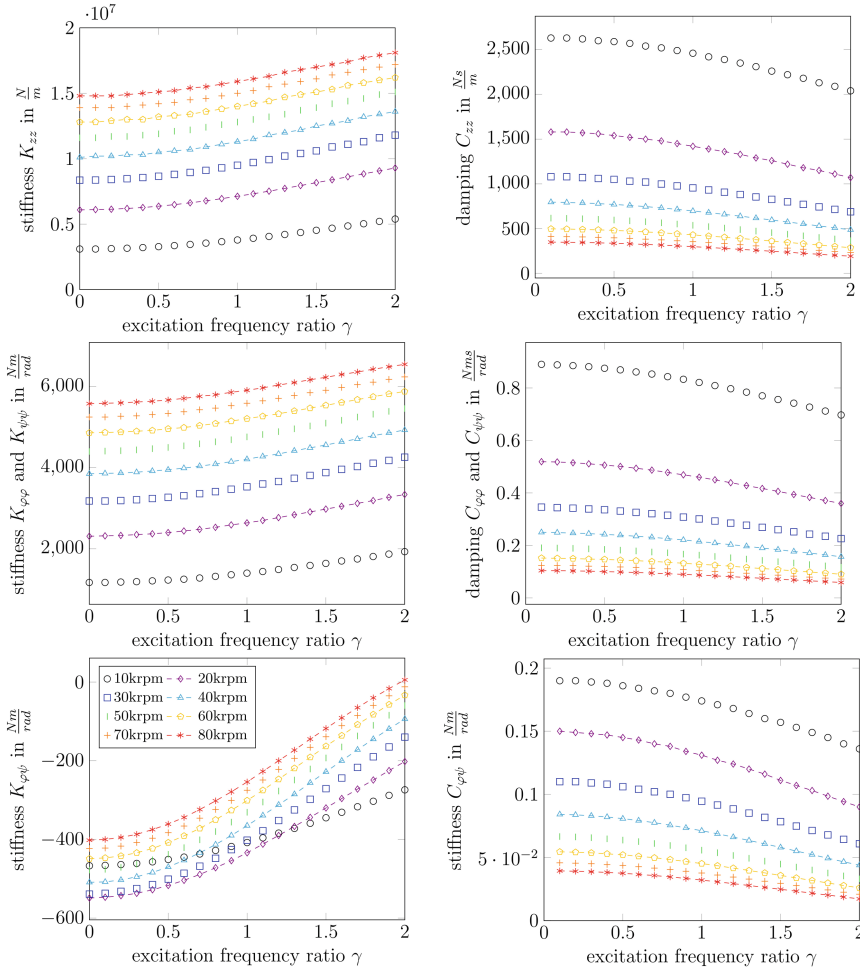 ·10⁷
2
1.5
1
0.5
0
0 0.5 1 1.5 2
stiffness K_zz in N/m
excitation frequency ratio γ
2,500
1,500
1,000
500
0
0 0.5 1 1.5 2
damping C_zz in Ns/m
excitation frequency ratio γ
6,000
4,000
2,000
0 0.5 1 1.5 2
stiffness K_φφ and K_ψψ in Nm/rad
excitation frequency ratio γ
0.8
0.6
0.4
0.2
0
0 0.5 1 1.5 2
damping C_φφ and C_ψψ in Nms/rad
excitation frequency ratio γ
10krpm 20krpm
30krpm 40krpm
50krpm 60krpm
70krpm 80krpm
0
−200
−400
−600
0 0.5 1 1.5 2
stiffness K_φψ in Nm/rad
excitation frequency ratio γ
0.2
0.15
0.1
5 · 10⁻²
0
0 0.5 1 1.5 2
stiffness C_φψ in Nm/rad
excitation frequency ratio γ